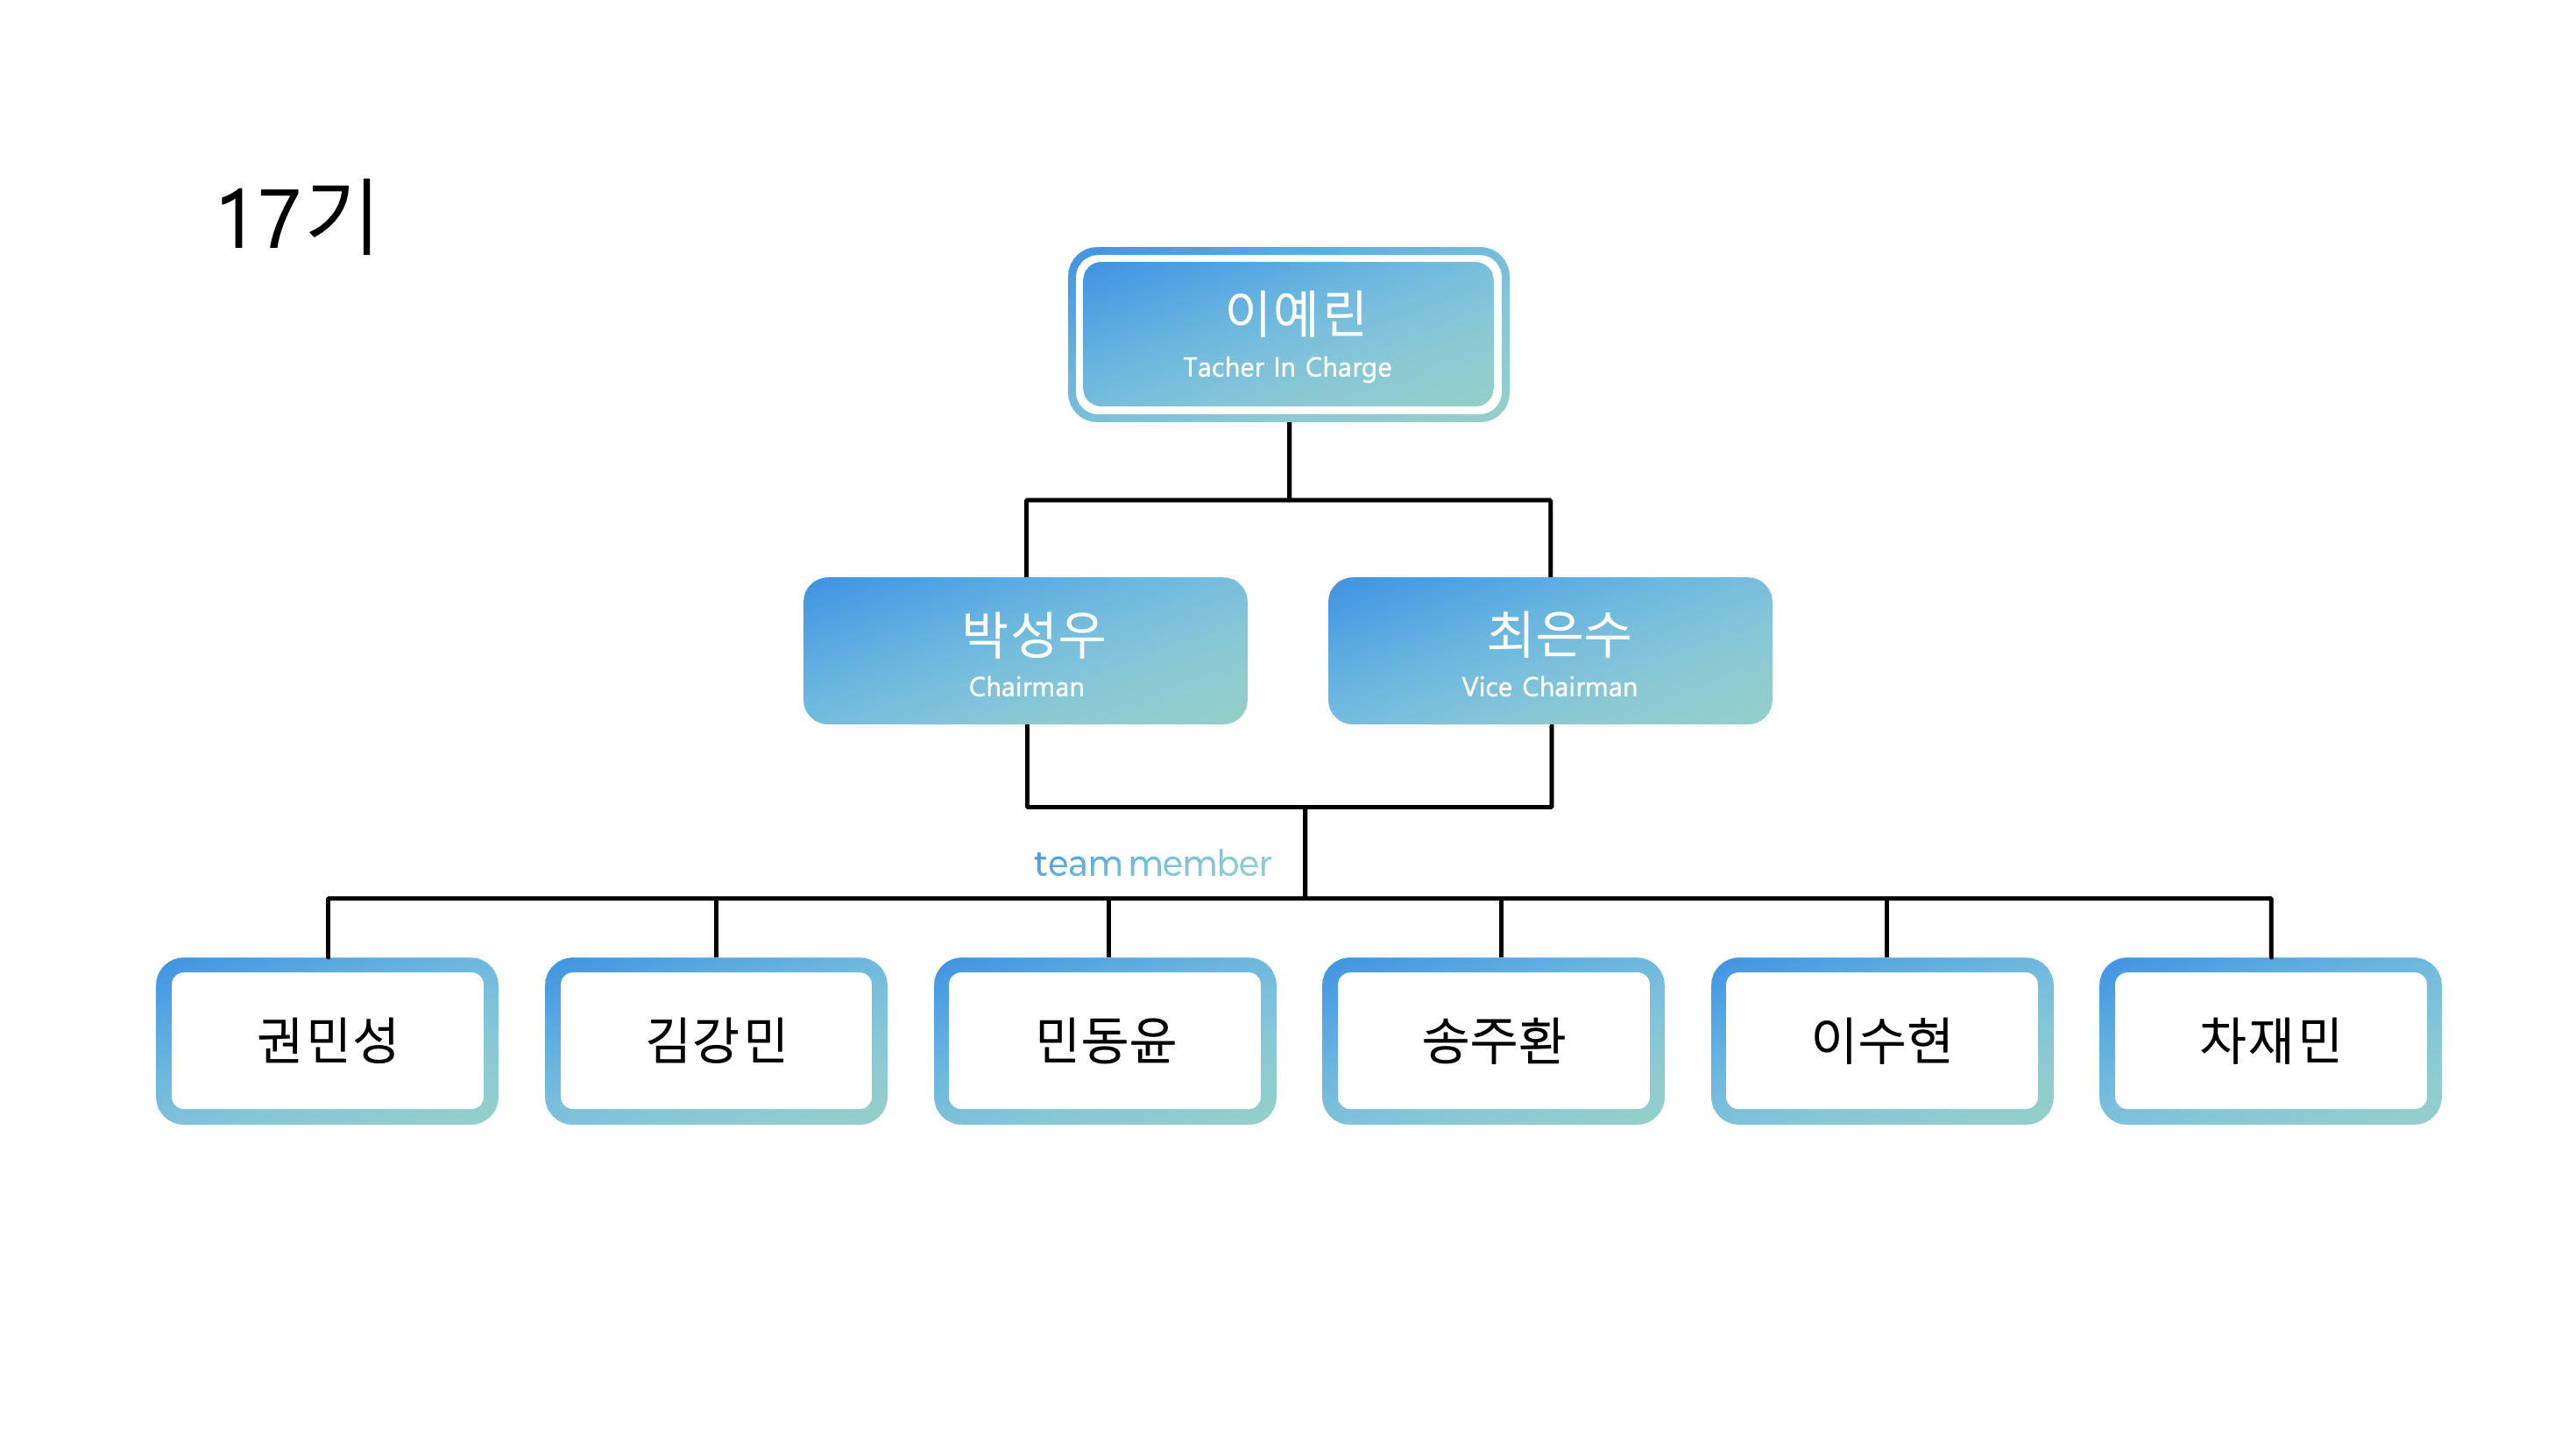 17기
이예린
Tacher In Charge
박성우
Chairman
최은수
Vice Chairman
team member
권민성
김강민
민동윤
송주환
이수현
차재민